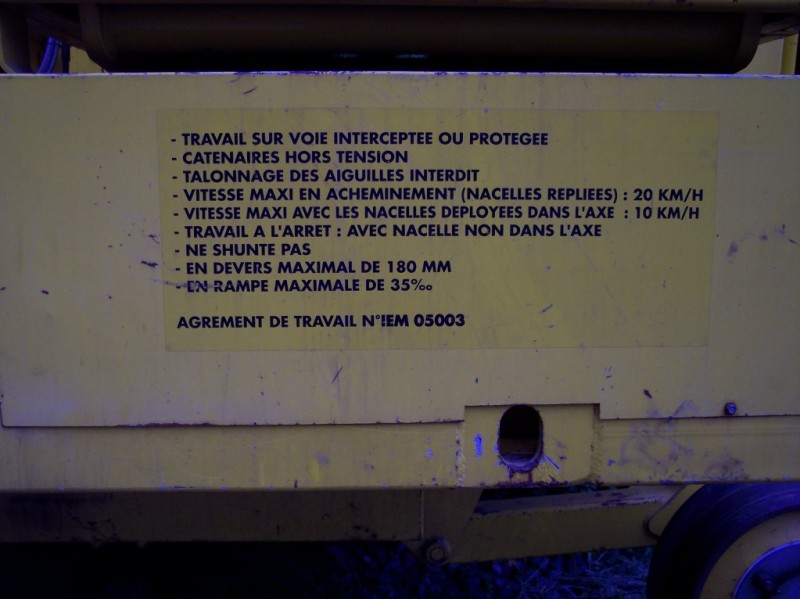 - TRAVAIL SUR VOIE INTERCEPTEE OU PROTEGEE
- CATENAIRES HORS TENSION
- TALONNAGE DES AIGUILLES INTERDIT
- VITESSE MAXI EN ACHEMINEMENT (NACELLES REPLIEES) : 20 KM/H
- VITESSE MAXI AVEC LES NACELLES DEPLOYEES DANS L'AXE : 10 KM/H
- TRAVAIL A L'ARRET : AVEC NACELLE NON DANS L'AXE
- NE SHUNTE PAS
- EN DEVERS MAXIMAL DE 180 MM
- EN RAMPE MAXIMALE DE 35‰
AGREMENT DE TRAVAIL N°IEM 05003